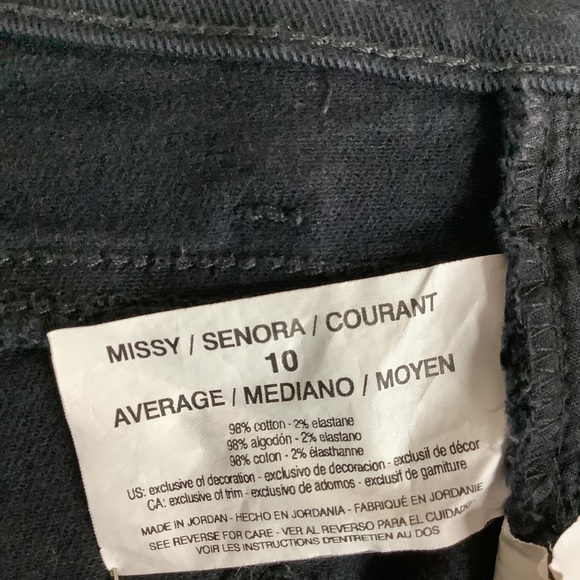 MISSY / SENORA / COURANT
10
AVERAGE / MEDIANO / MOYEN
98% cotton - 2% elastane
98% algodón - 2% elastano
98% coton - 2% élasthanne
US: exclusive of decoration - exclusivo de decoracion - exclusif de décor
CA: exclusive of trim - exclusivo de adornos - exclusif de garniture
MADE IN JORDAN - HECHO EN JORDANIA - FABRIQUÉ EN JORDANIE
SEE REVERSE FOR CARE - VER AL REVERSO PARA EL CUIDADO
VOIR LES INSTRUCTIONS D'ENTRETIEN AU DOS